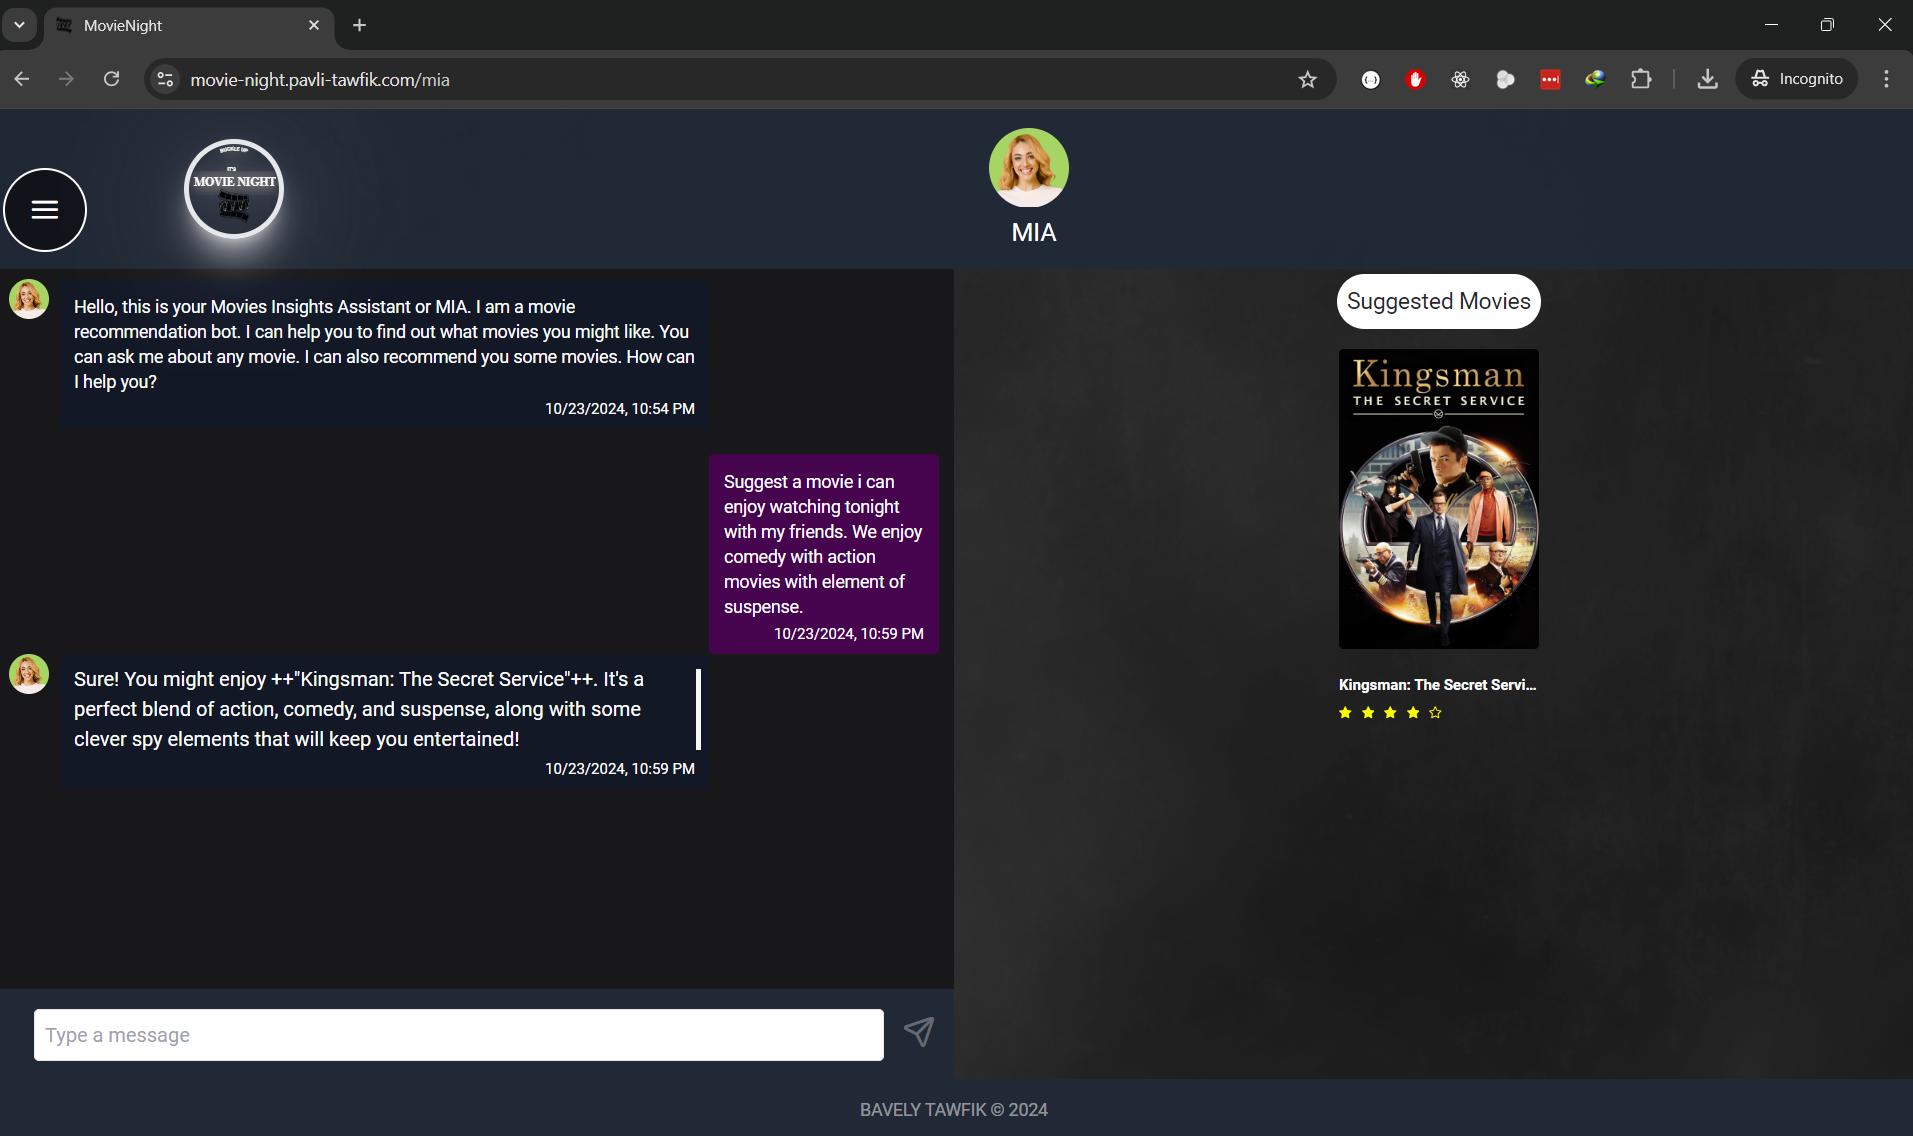 MovieNight
movie-night.pavli-tawfik.com/mia
Incognito
BUCKLE UP
IT'S
MOVIE NIGHT
MIA
Hello, this is your Movies Insights Assistant or MIA. I am a movie
recommendation bot. I can help you to find out what movies you might like. You
can ask me about any movie. I can also recommend you some movies. How can
I help you?
10/23/2024, 10:54 PM
Suggest a movie i can
enjoy watching tonight
with my friends. We enjoy
comedy with action
movies with element of
suspense.
10/23/2024, 10:59 PM
Sure! You might enjoy ++"Kingsman: The Secret Service"++. It's a
perfect blend of action, comedy, and suspense, along with some
clever spy elements that will keep you entertained!
10/23/2024, 10:59 PM
Type a message
Suggested Movies
Kingsman
THE SECRET SERVICE
Kingsman: The Secret Servi...
BAVELY TAWFIK © 2024